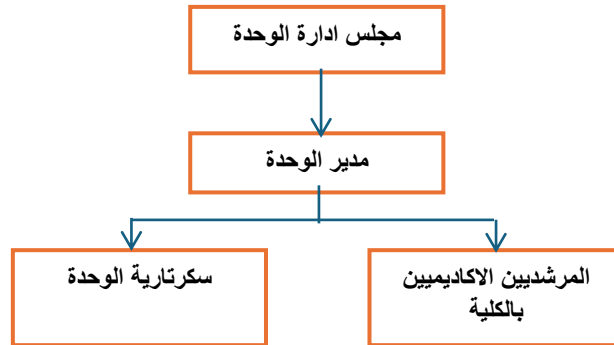 مجلس ادارة الوحدة
مدير الوحدة
المرشديين الاكاديميين
بالكلية
سكرتارية الوحدة